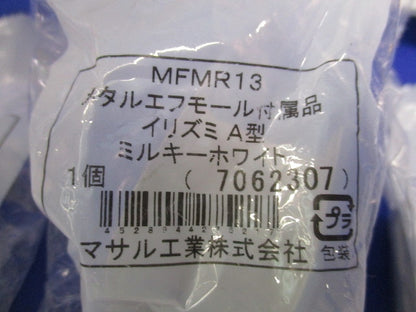 MFMR13
メタルエフモール付属品
イリズミA型
ミルキーホワイト
1個 (7062307)
プラ
マサル工業株式会社 包装